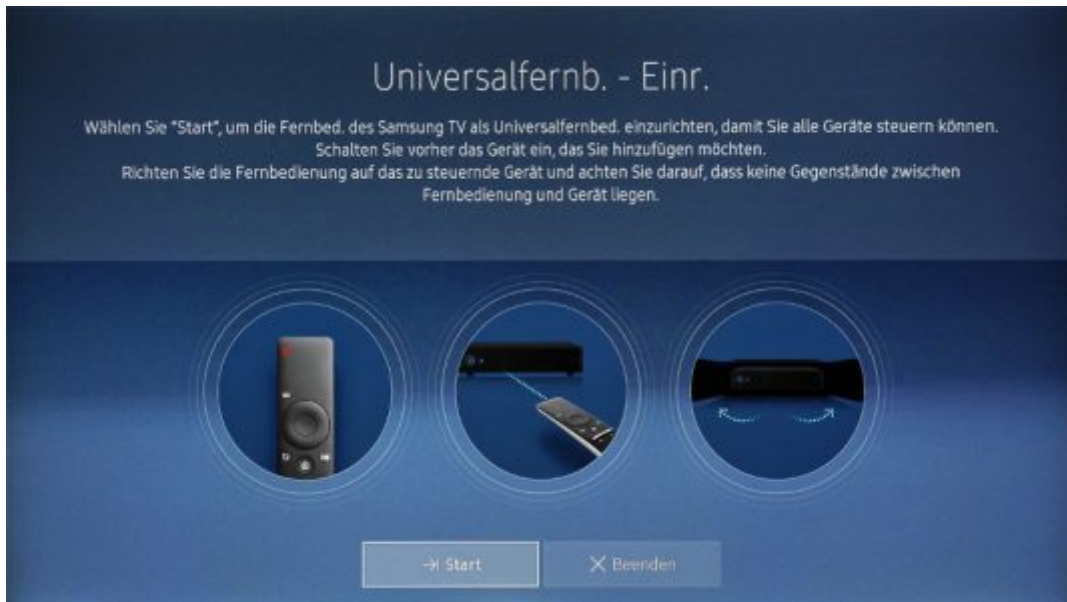 Universalfernb. - Einr.
Wählen Sie "Start", um die Fernbed. des Samsung TV als Universalfernbed. einzurichten, damit Sie alle Geräte steuern können.
Schalten Sie vorher das Gerät ein, das Sie hinzufügen möchten.
Richten Sie die Fernbedienung auf das zu steuernde Gerät und achten Sie darauf, dass keine Gegenstände zwischen
Fernbedienung und Gerät liegen.
Start
Beenden